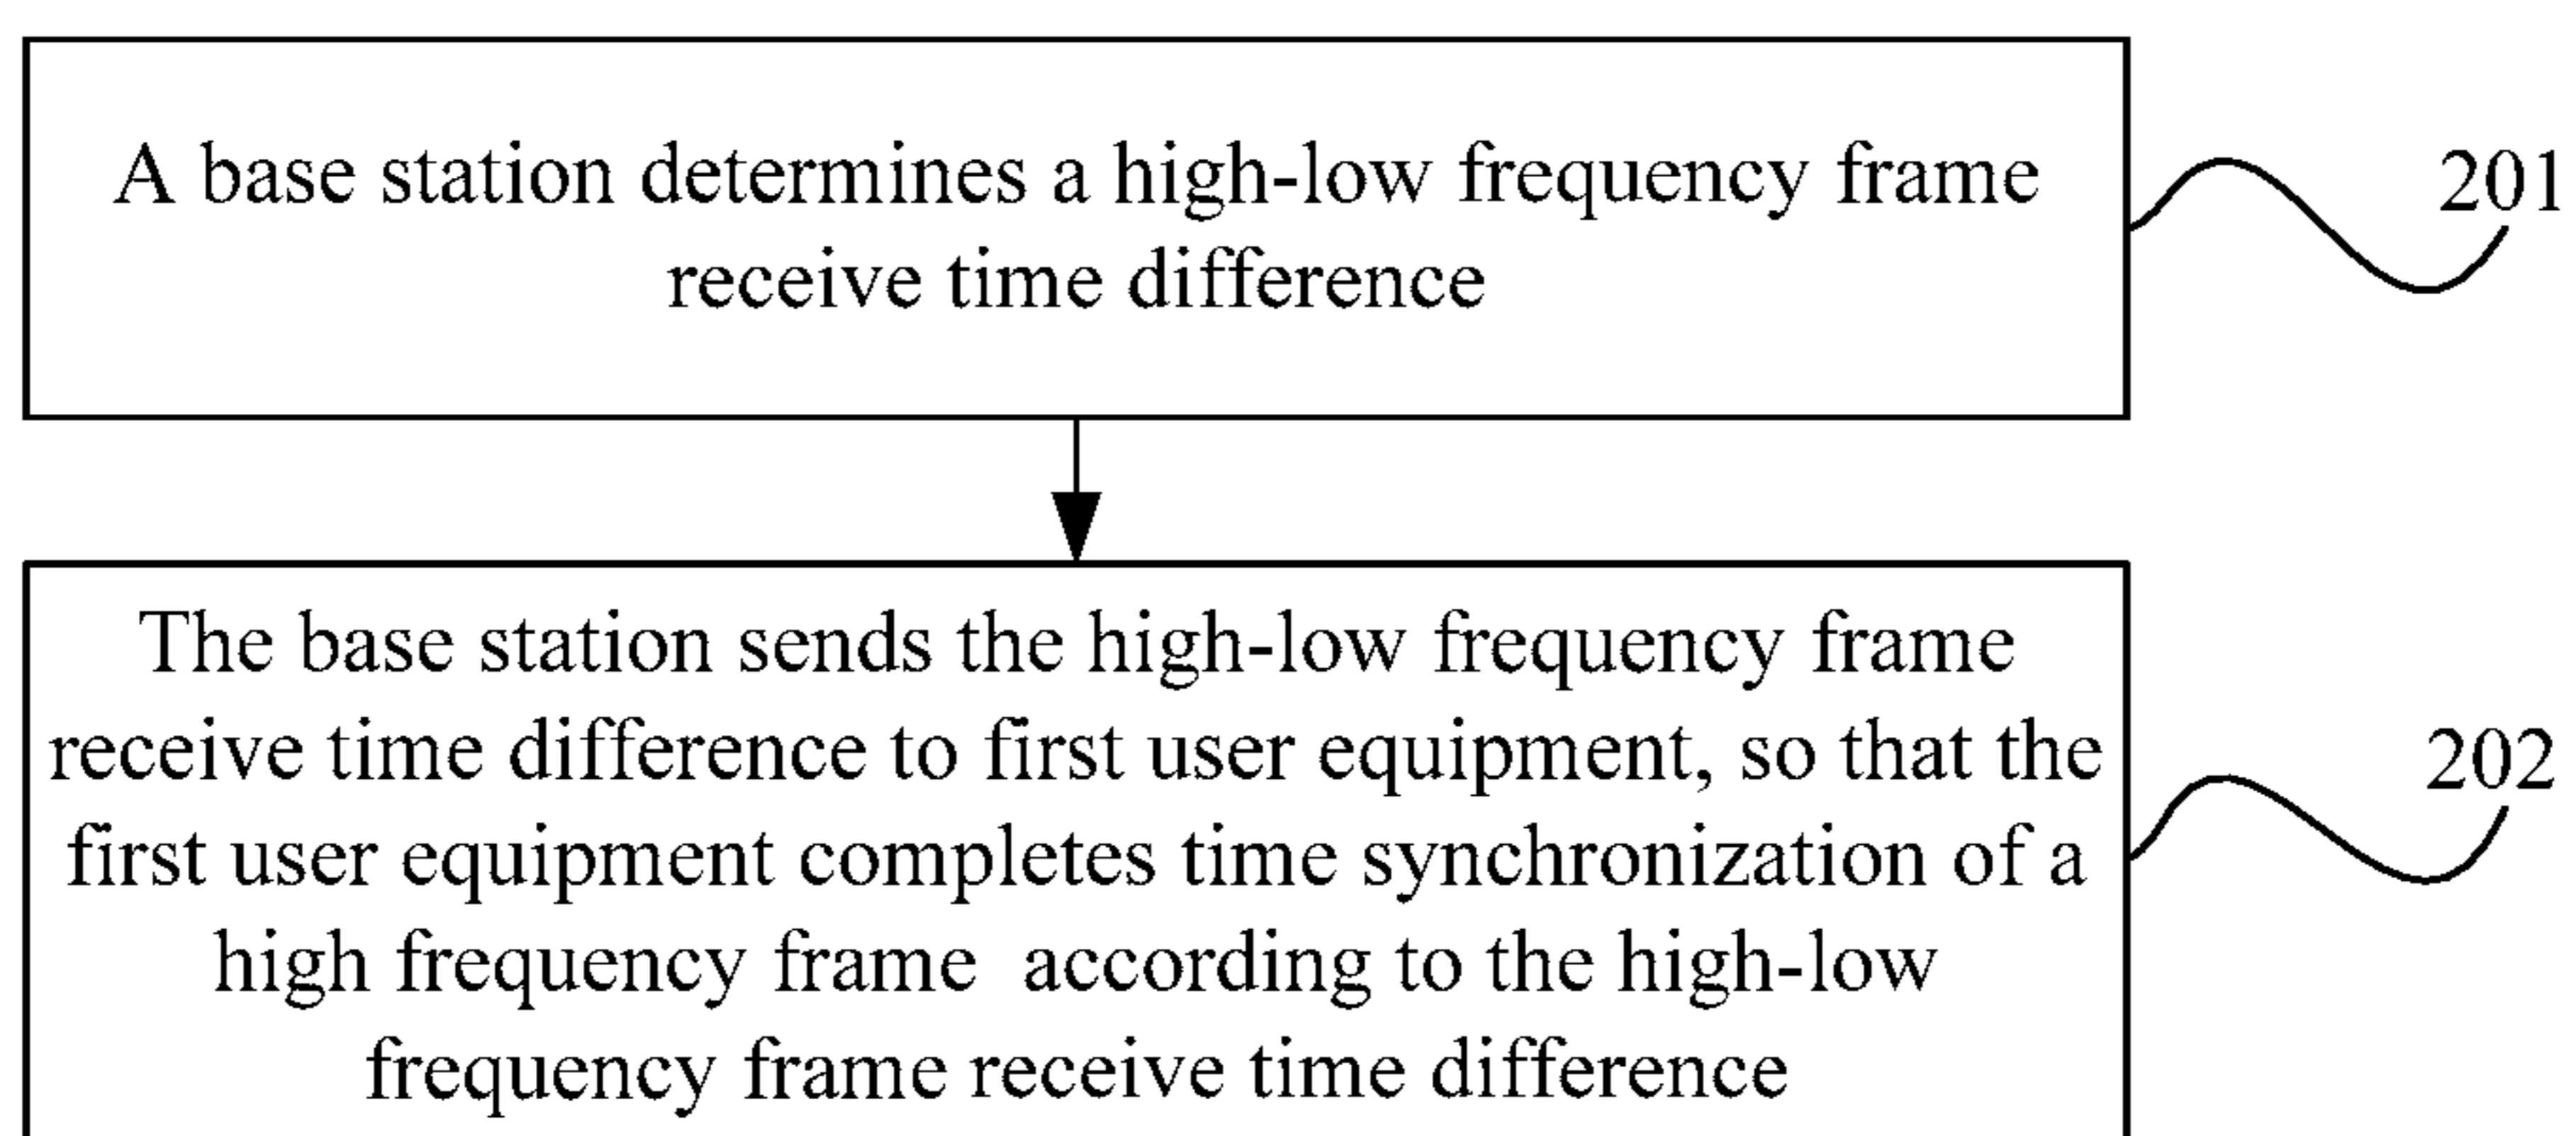 A base station determines a high-low frequency frame
receive time difference
201
The base station sends the high-low frequency frame
receive time difference to first user equipment, so that the
first user equipment completes time synchronization of a
high frequency frame according to the high-low
frequency frame receive time difference
202